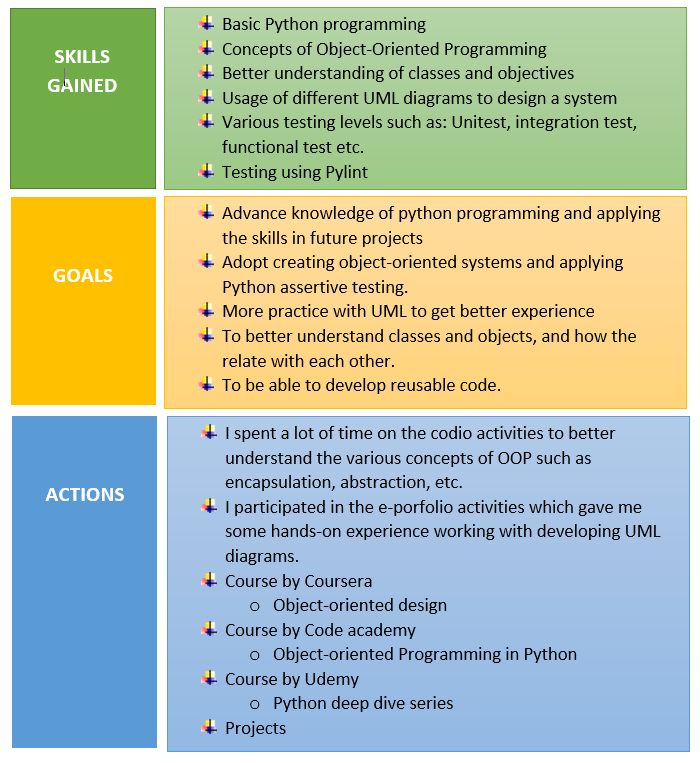 SKILLS
GAINED
Basic Python programming
Concepts of Object-Oriented Programming
Better understanding of classes and objectives
Usage of different UML diagrams to design a system
Various testing levels such as: Unitest, integration test,
functional test etc.
Testing using Pylint
GOALS
Advance knowledge of python programming and applying
the skills in future projects
Adopt creating object-oriented systems and applying
Python assertive testing.
More practice with UML to get better experience
To better understand classes and objects, and how the
relate with each other.
To be able to develop reusable code.
ACTIONS
I spent a lot of time on the codio activities to better
understand the various concepts of OOP such as
encapsulation, abstraction, etc.
I participated in the e-porfolio activities which gave me
some hands-on experience working with developing UML
diagrams.
Course by Coursera
o Object-oriented design
Course by Code academy
o Object-oriented Programming in Python
Course by Udemy
o Python deep dive series
Projects